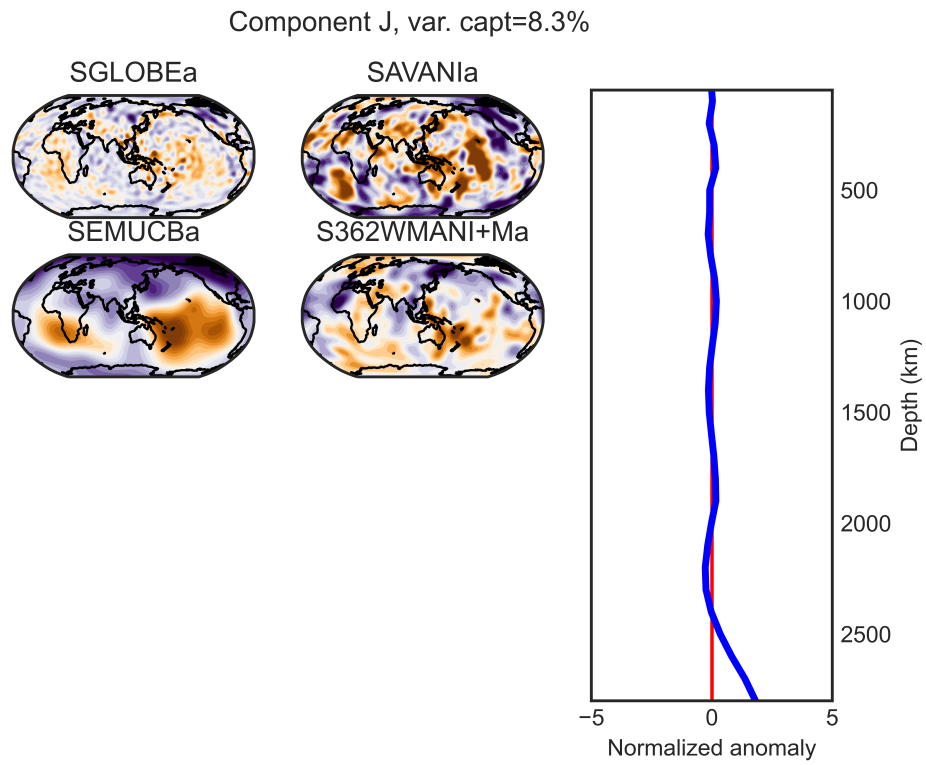 Component J, var. capt=8.3%
SGLOBEa
SAVANIa
SEMUCBa
S362WMANI+Ma
500
1000
1500
2000
2500
Depth (km)
−5
0
5
Normalized anomaly